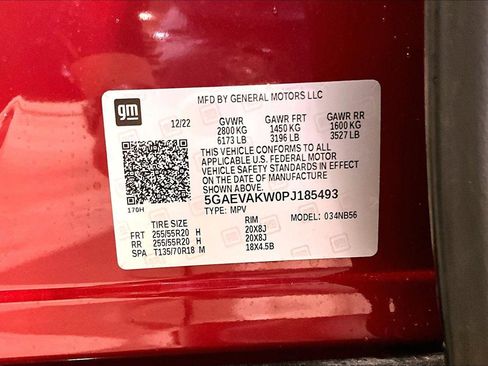 gm
MFD BY GENERAL MOTORS LLC
12/22 GVWR GAWR FRT GAWR RR
2800 KG 1450 KG 1600 KG
6173 LB 3196 LB 3527 LB
THIS VEHICLE CONFORMS TO ALL
APPLICABLE U.S. FEDERAL MOTOR
VEHICLE SAFETY STANDARDS IN EFFECT
ON THE DATE OF MANUFACTURE
SHOWN ABOVE.
5GAEVAKW0PJ185493
170H TYPE: MPV MODEL: 034NB56
TIRE SIZE RIM
FRT 255/55R20 H 20X8J
RR 255/55R20 H 20X8J
SPA T135/70R18 M 18X4.5B